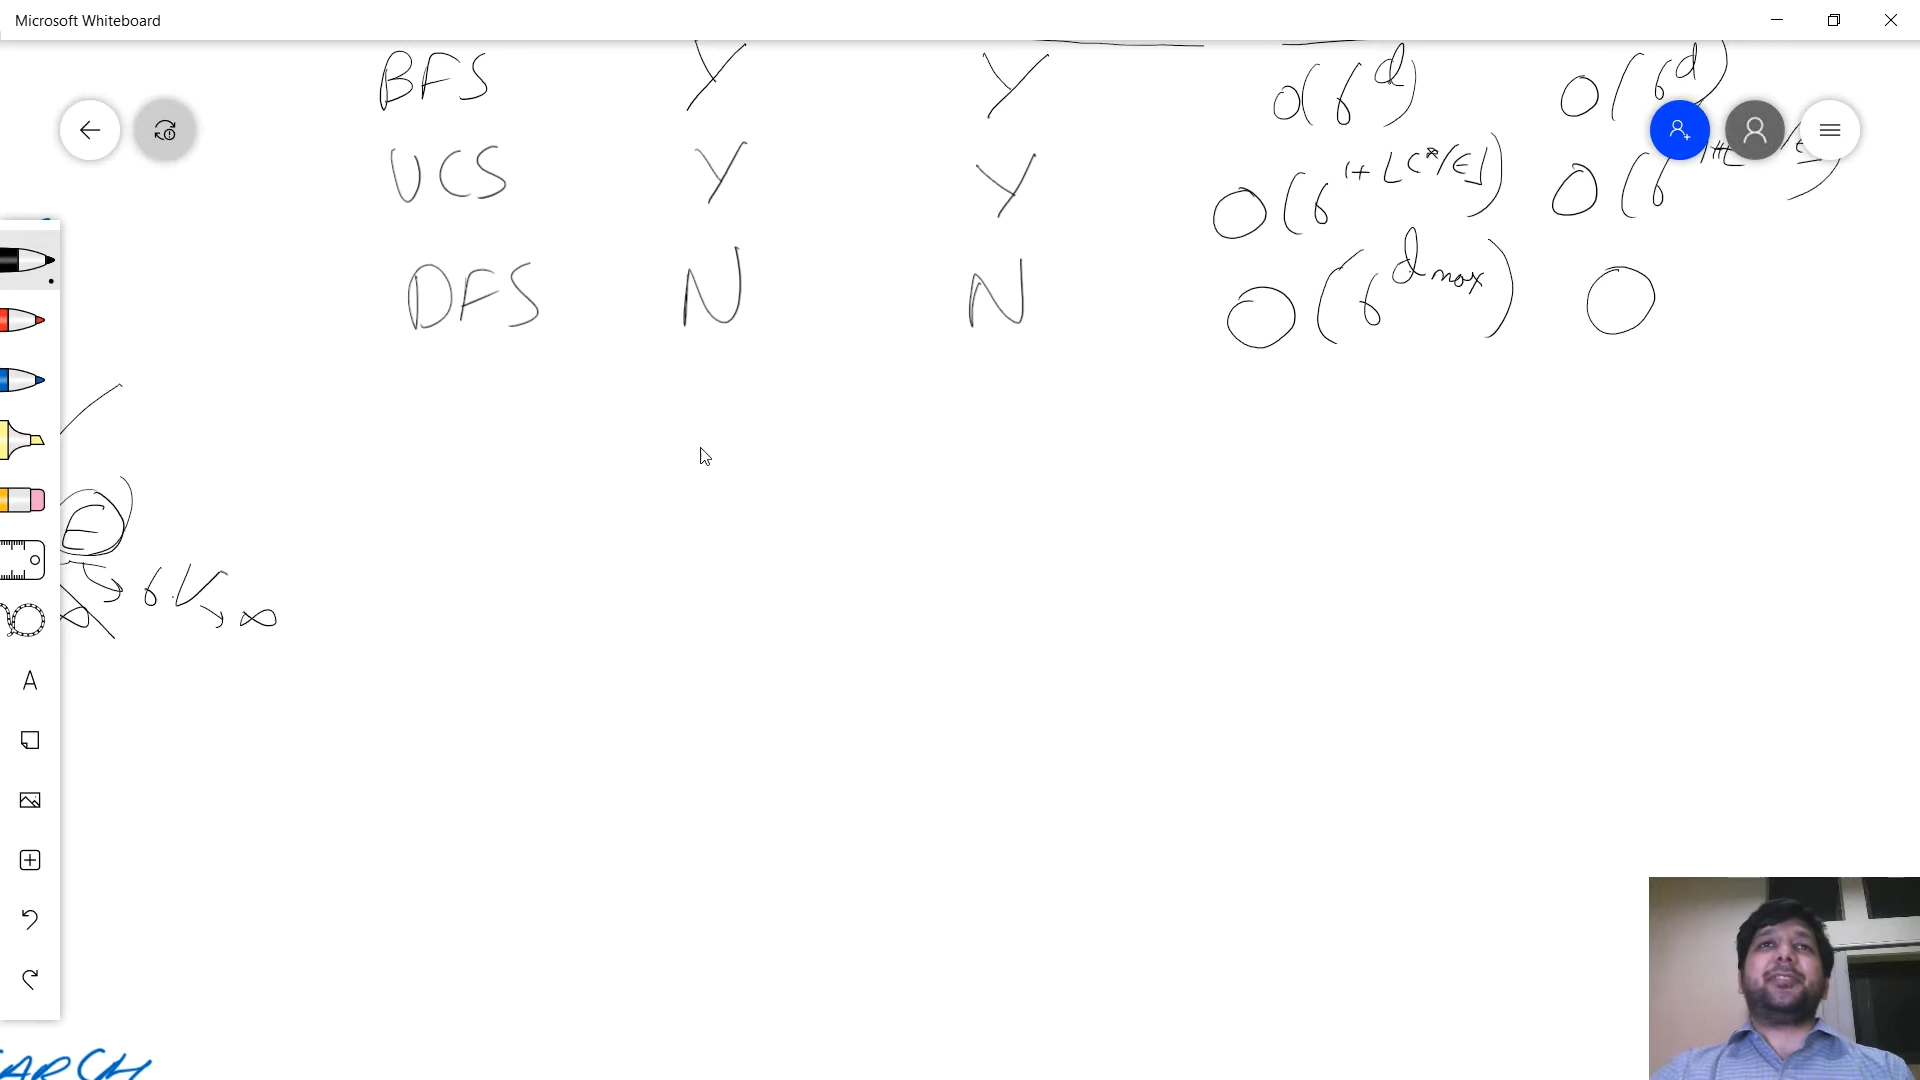 Microsoft Whiteboard
BFS Y Y O(b^d) O(b^d)
UCS Y Y O(b^1+⌊C*/ε⌋) O(b
DFS N N O(b^dmax) O
E
b.V → ∞
∞
A